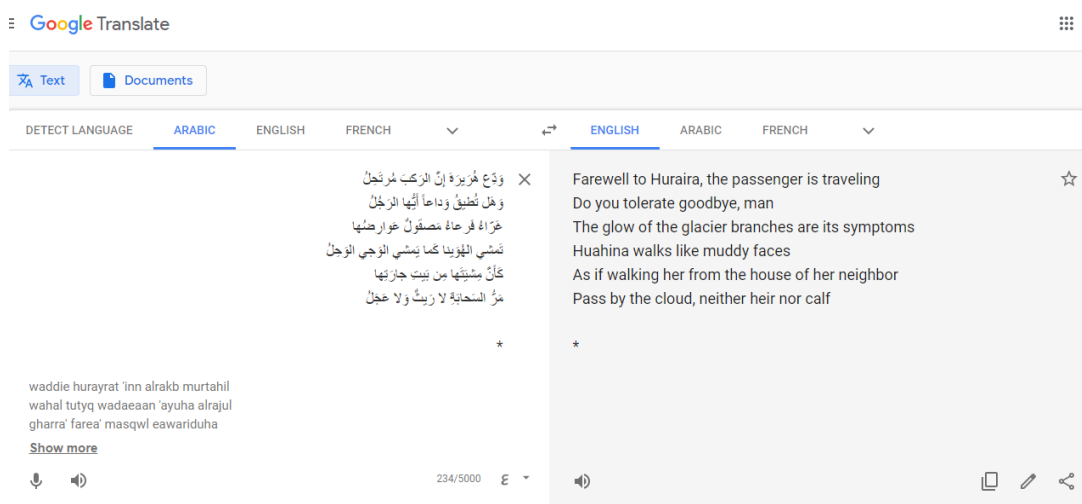 Google Translate
Text
Documents
DETECT LANGUAGE ARABIC ENGLISH FRENCH
ENGLISH ARABIC FRENCH
وَدِّع هُرَيرَةَ إِنَّ الرَكبَ مُرتَحِلُ
وَهَل تُطيقُ وَداعاً أَيُّها الرَجُلُ
غَرّاءُ فَرعاءُ مَصقولٌ عَوارِضُها
تَمشي الهُوَينا كَما يَمشي الوَجي الوَحِلُ
كَأَنَّ مِشيَتَها مِن بَيتِ جارَتِها
مَرُّ السَحابَةِ لا رَيثٌ وَلا عَجَلُ
*
waddie hurayrat 'inn alrakb murtahil
wahal tutyq wadaeaan 'ayuha alrajul
gharra' farea' masqwl eawariduha
Show more
234/5000 ع
Farewell to Huraira, the passenger is traveling
Do you tolerate goodbye, man
The glow of the glacier branches are its symptoms
Huahina walks like muddy faces
As if walking her from the house of her neighbor
Pass by the cloud, neither heir nor calf
*